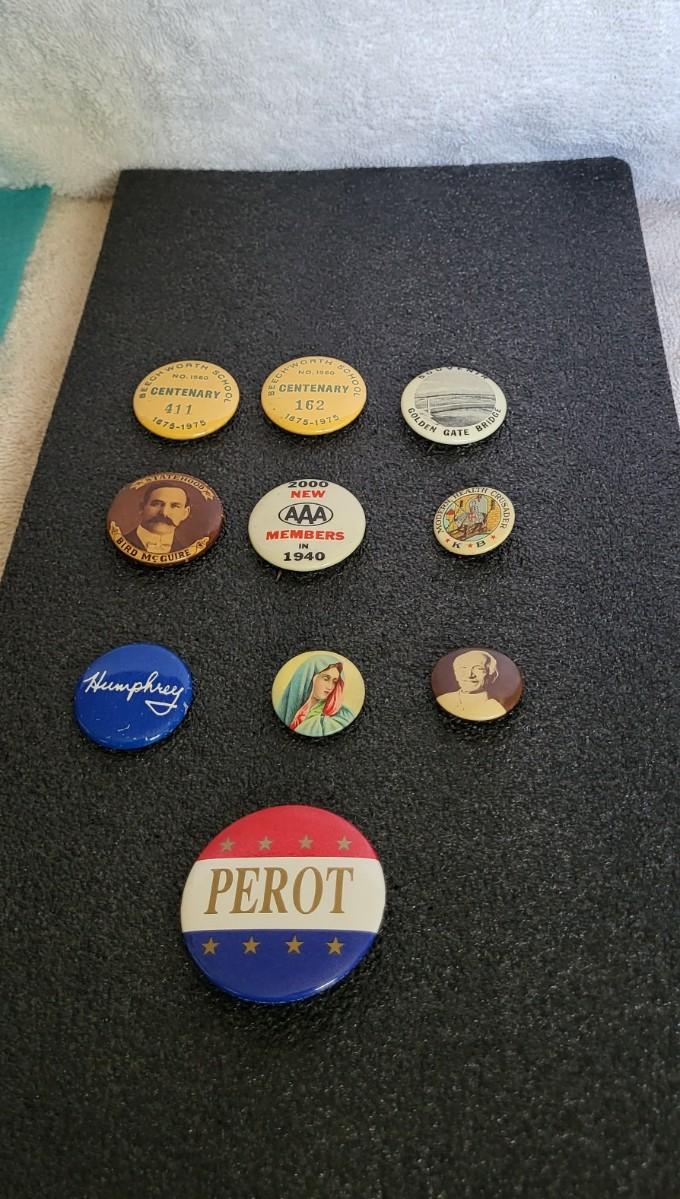 BEECHWORTH SCHOOL
NO. 1560
CENTENARY
411
1875-1975
BEECHWORTH SCHOOL
NO. 1560
CENTENARY
162
1875-1975
SOUVENIR
GOLDEN GATE BRIDGE
STATEHOOD
BIRD McGUIRE
2000
NEW
AAA
MEMBERS
IN
1940
MODERN HEALTH CRUSADER
K B
Humphrey
PEROT